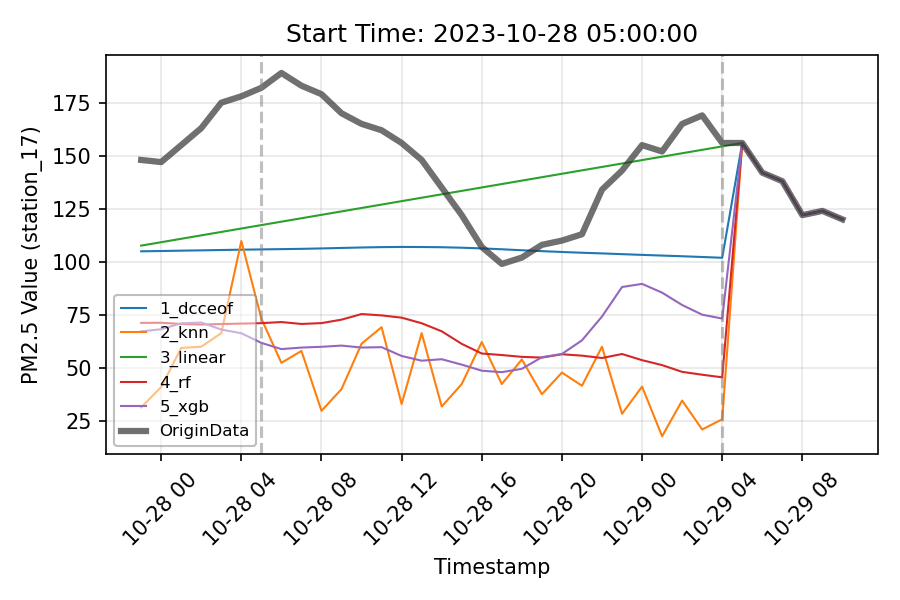 Start Time: 2023-10-28 05:00:00
PM2.5 Value (station_17)
175
150
125
100
75
50
25
1_dcceof
2_knn
3_linear
4_rf
5_xgb
OriginData
10-28 00
10-28 04
10-28 08
10-28 12
10-28 16
10-28 20
10-29 00
10-29 04
10-29 08
Timestamp